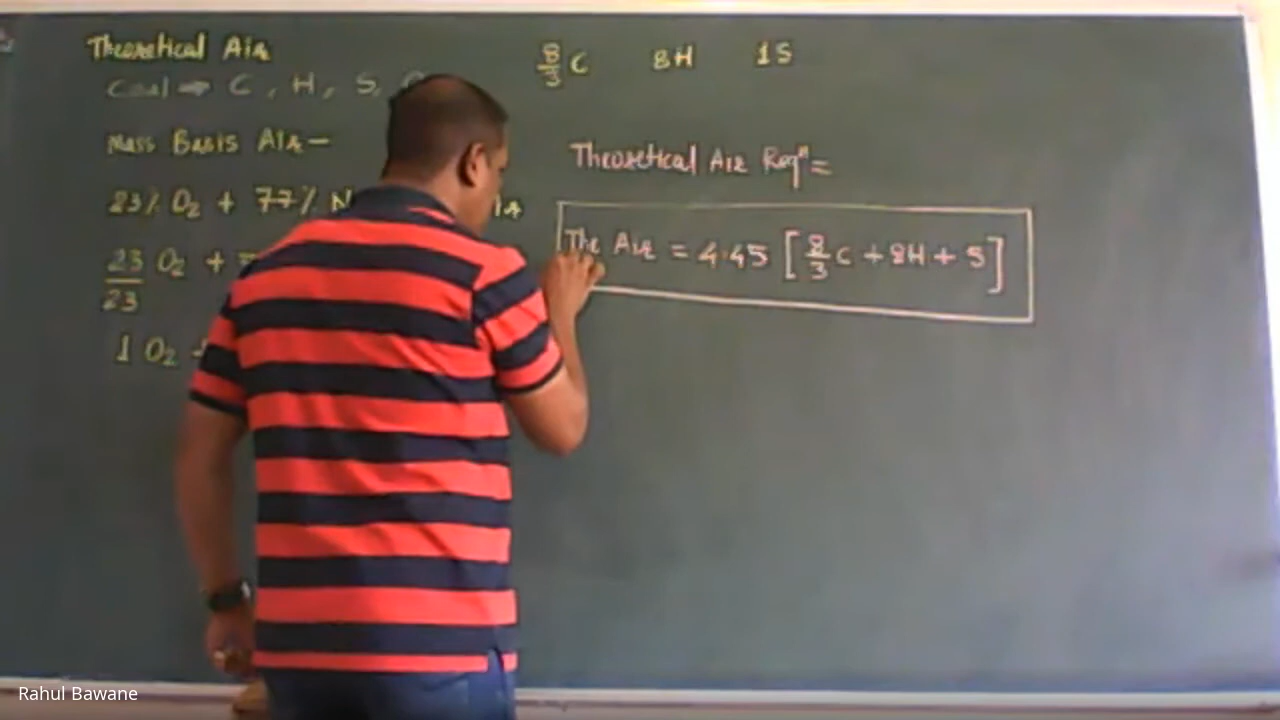 Theoretical Air
Coal ⇒ C, H, S,
Mass Basis Air —
23% O₂ + 77% N
23/23 O₂ +
1 O₂
8/3 C 8H 1S
Theoretical Air Reqⁿ =
The Air = 4.45 [8/3 C + 8H + S]
Rahul Bawane